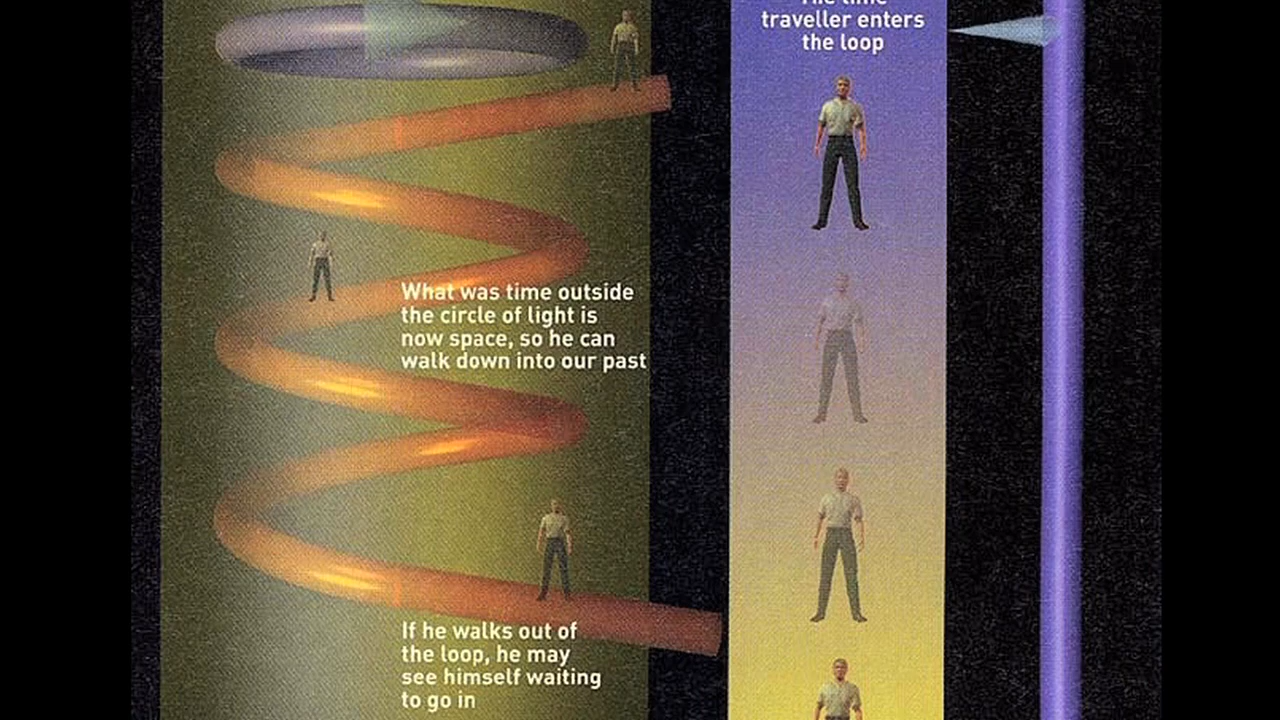 The time
traveller enters
the loop
What was time outside
the circle of light is
now space, so he can
walk down into our past
If he walks out of
the loop, he may
see himself waiting
to go in